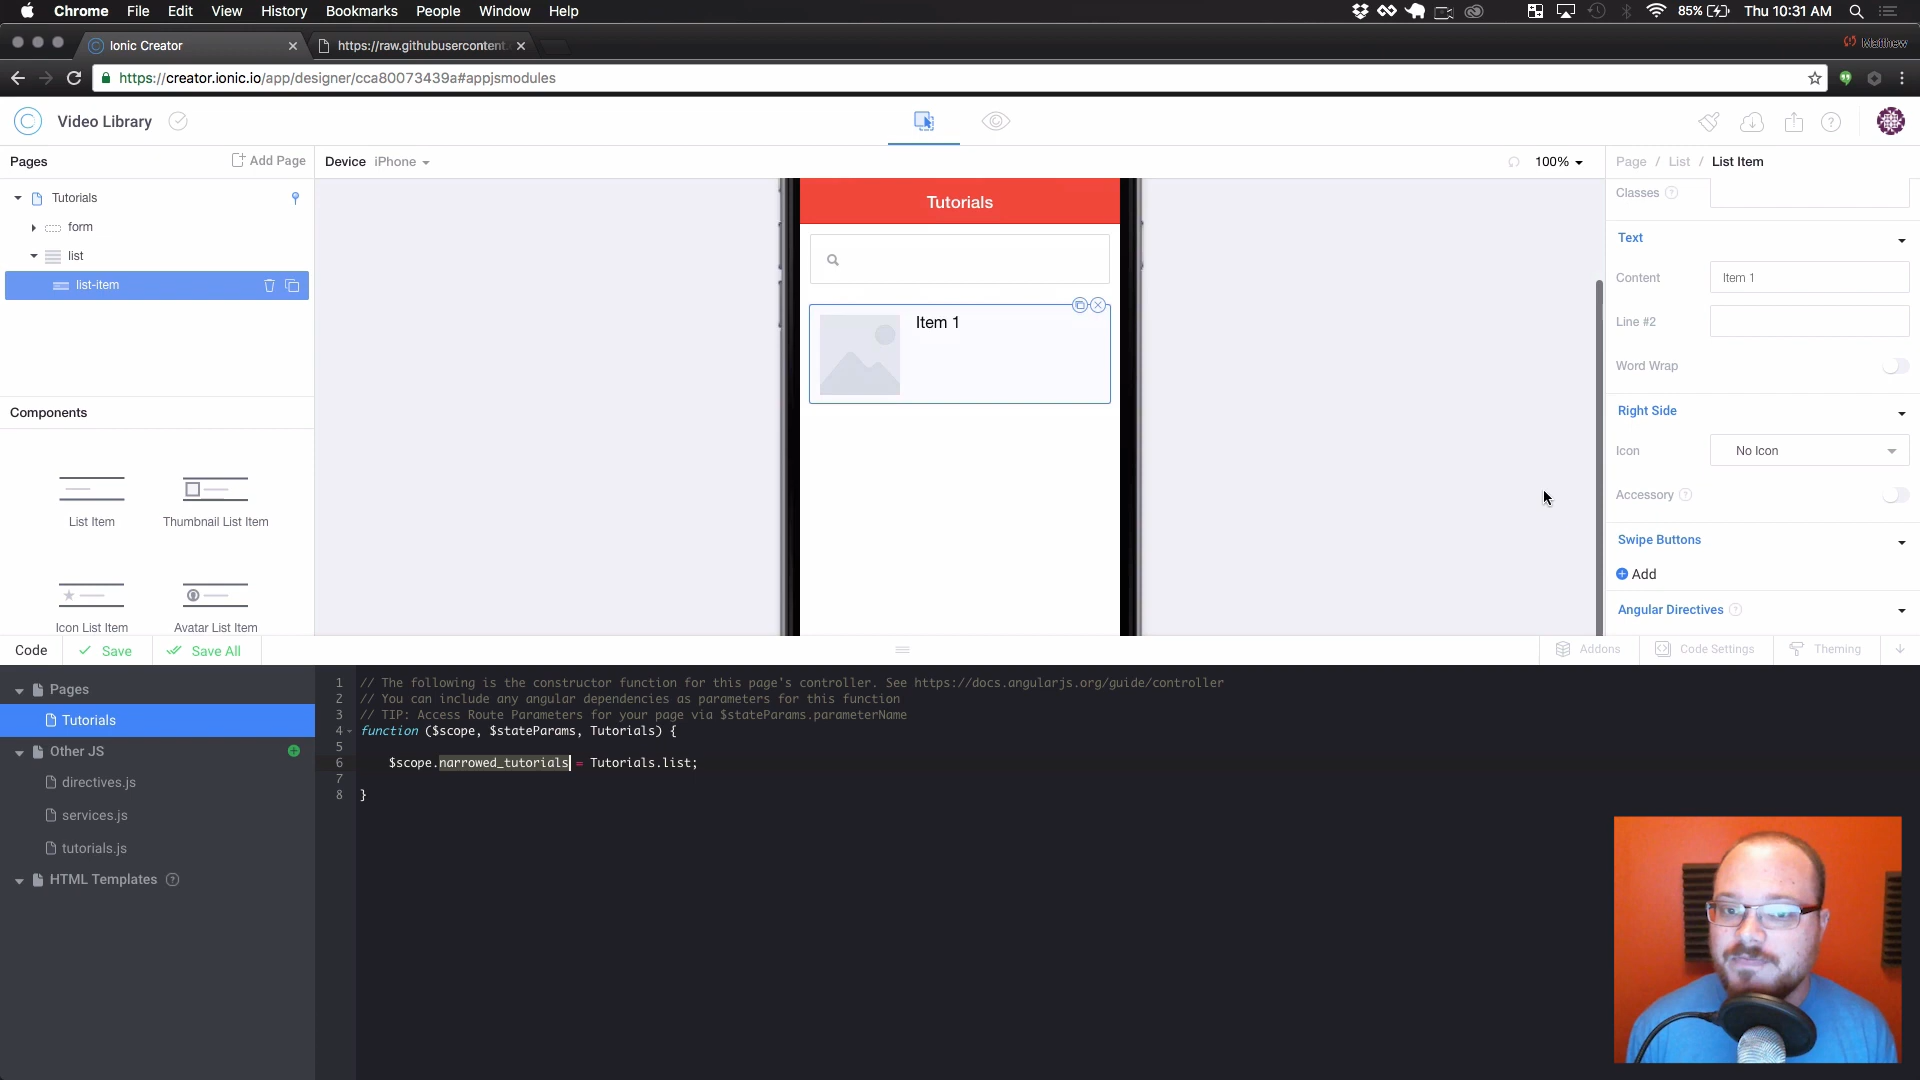 Chrome File Edit View History Bookmarks People Window Help 85% Thu 10:31 AM
Ionic Creator https://raw.githubusercontent. Matthew
https://creator.ionic.io/app/designer/cca80073439a#appjsmodules
Video Library
Pages Add Page Device iPhone 100% Page / List / List Item
Tutorials
form
list
list-item
Tutorials
Item 1
Classes ?
Text
Content Item 1
Line #2
Word Wrap
Right Side
Icon No Icon
Accessory ?
Swipe Buttons
Add
Angular Directives ?
Components
List Item Thumbnail List Item
Icon List Item Avatar List Item
Code Save Save All Addons Code Settings Theming
Pages
Tutorials
Other JS
directives.js
services.js
tutorials.js
HTML Templates ?
1 // The following is the constructor function for this page's controller. See https://docs.angularjs.org/guide/controller
2 // You can include any angular dependencies as parameters for this function
3 // TIP: Access Route Parameters for your page via $stateParams.parameterName
4 function ($scope, $stateParams, Tutorials) {
5
6 $scope.narrowed_tutorials = Tutorials.list;
7
8 }